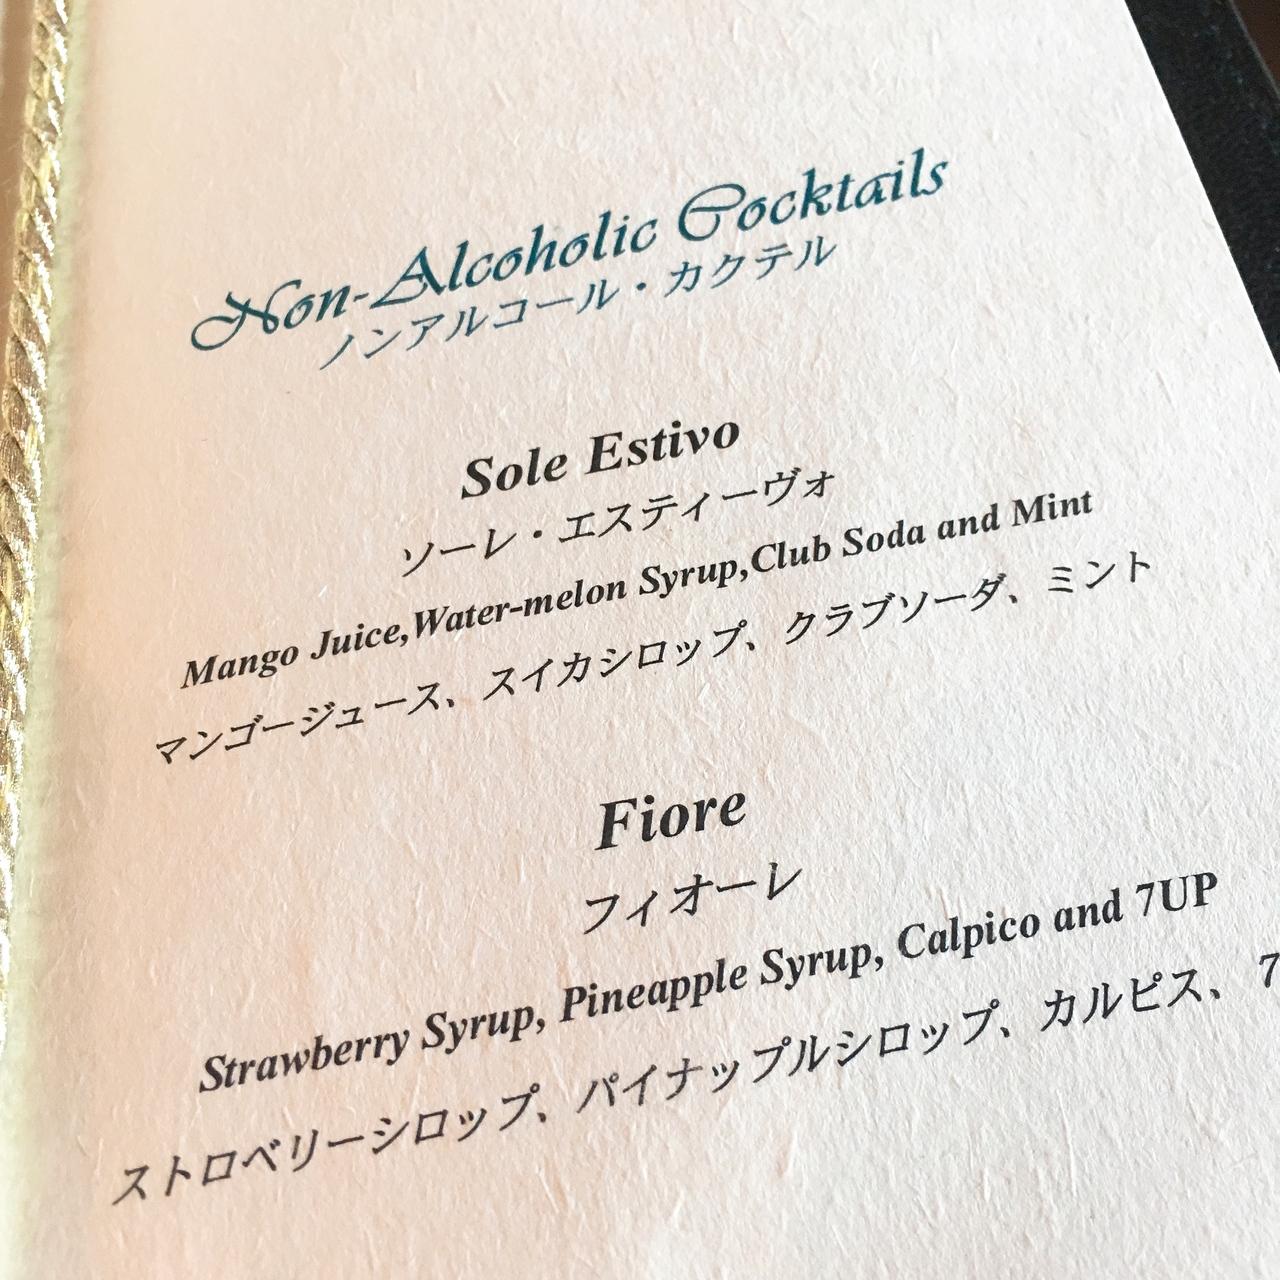 Non-Alcoholic Cocktails
ノンアルコール・カクテル
Sole Estivo
ソーレ・エスティーヴォ
Mango Juice,Water-melon Syrup,Club Soda and Mint
マンゴージュース、スイカシロップ、クラブソーダ、ミント
Fiore
フィオーレ
Strawberry Syrup, Pineapple Syrup, Calpico and 7UP
ストロベリーシロップ、パイナップルシロップ、カルピス、7